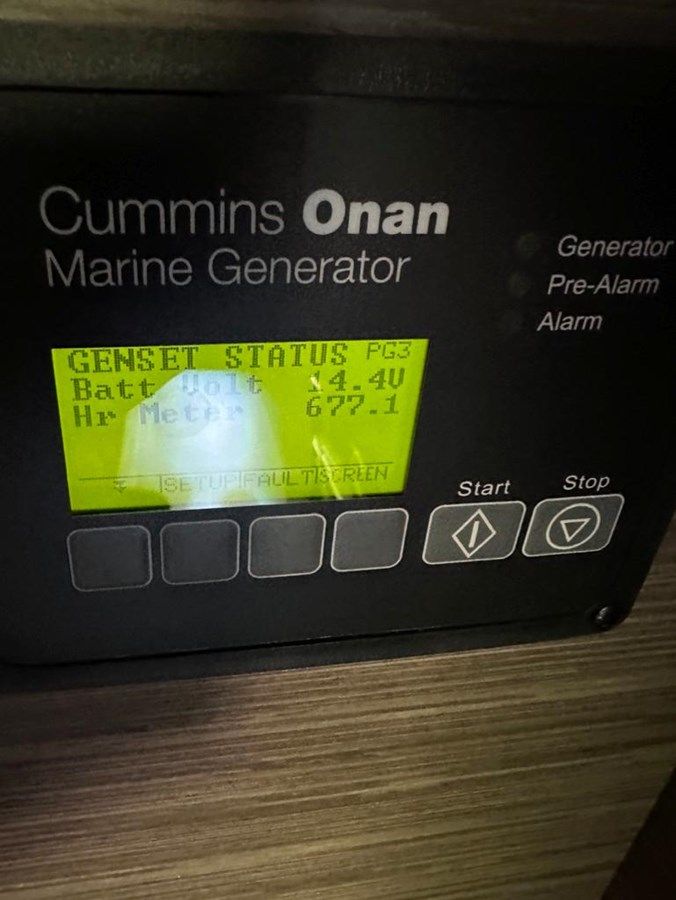 Cummins Onan
Marine Generator
Generator
Pre-Alarm
Alarm
GENSET STATUS PG3
Batt Volt 14.4V
Hr Meter 677.1
SETUP FAULT SCREEN
Start
Stop